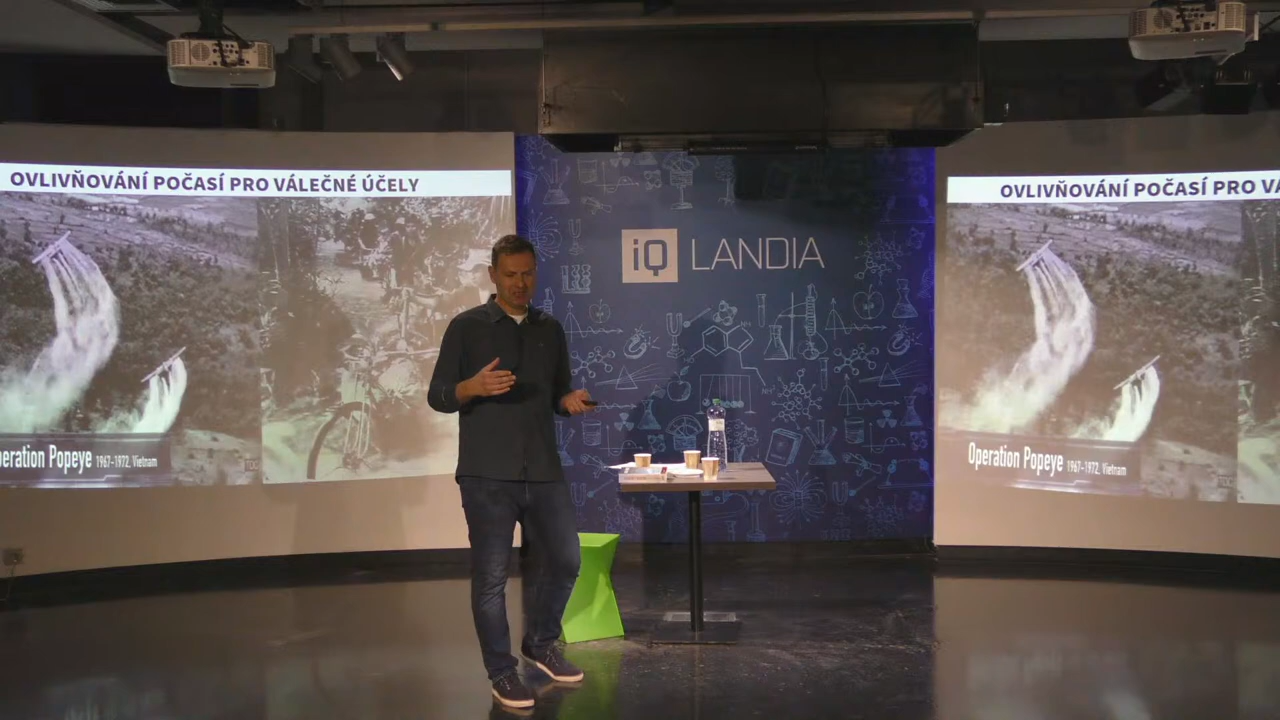 OVLIVŇOVÁNÍ POČASÍ PRO VÁLEČNÉ ÚČELY
eration Popeye 1967–1972, Vietnam
iQ LANDIA
OVLIVŇOVÁNÍ POČASÍ PRO VÁ
Operation Popeye 1967–1972, Vietnam